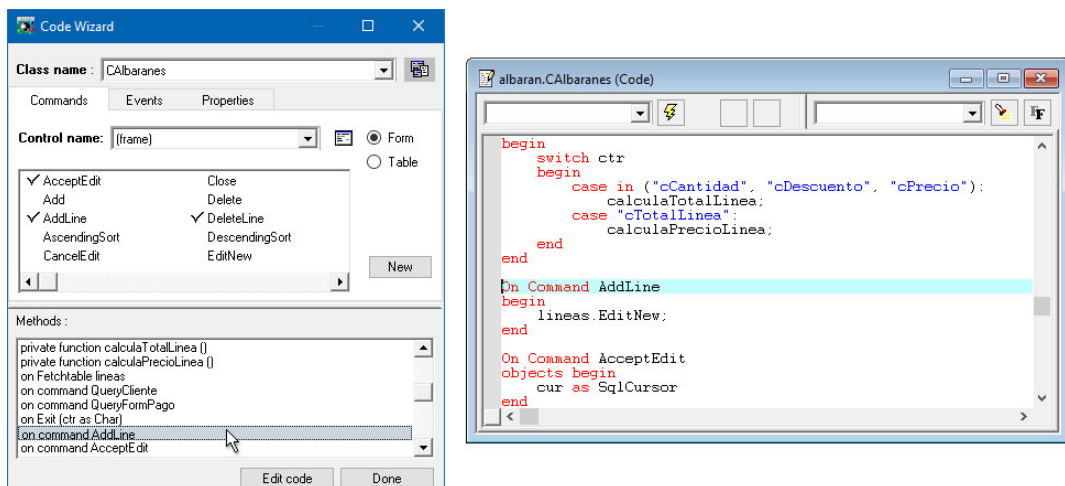 Code Wizard
Class name : CAlbaranes
Commands Events Properties
Control name: (frame)
Form
Table
AcceptEdit Close
Add Delete
AddLine DeleteLine
AscendingSort DescendingSort
CancelEdit EditNew
New
Methods :
private function calculaTotalLinea ()
private function calculaPrecioLinea ()
on Fetchtable lineas
on command QueryCliente
on command QueryFormPago
on Exit (ctr as Char)
on command AddLine
on command AcceptEdit
Edit code Done
albaran.CAlbaranes (Code)
begin
switch ctr
begin
case in ("cCantidad", "cDescuento", "cPrecio"):
calculaTotalLinea;
case "cTotalLinea":
calculaPrecioLinea;
end
end
On Command AddLine
begin
lineas.EditNew;
end
On Command AcceptEdit
objects begin
cur as SqlCursor
end